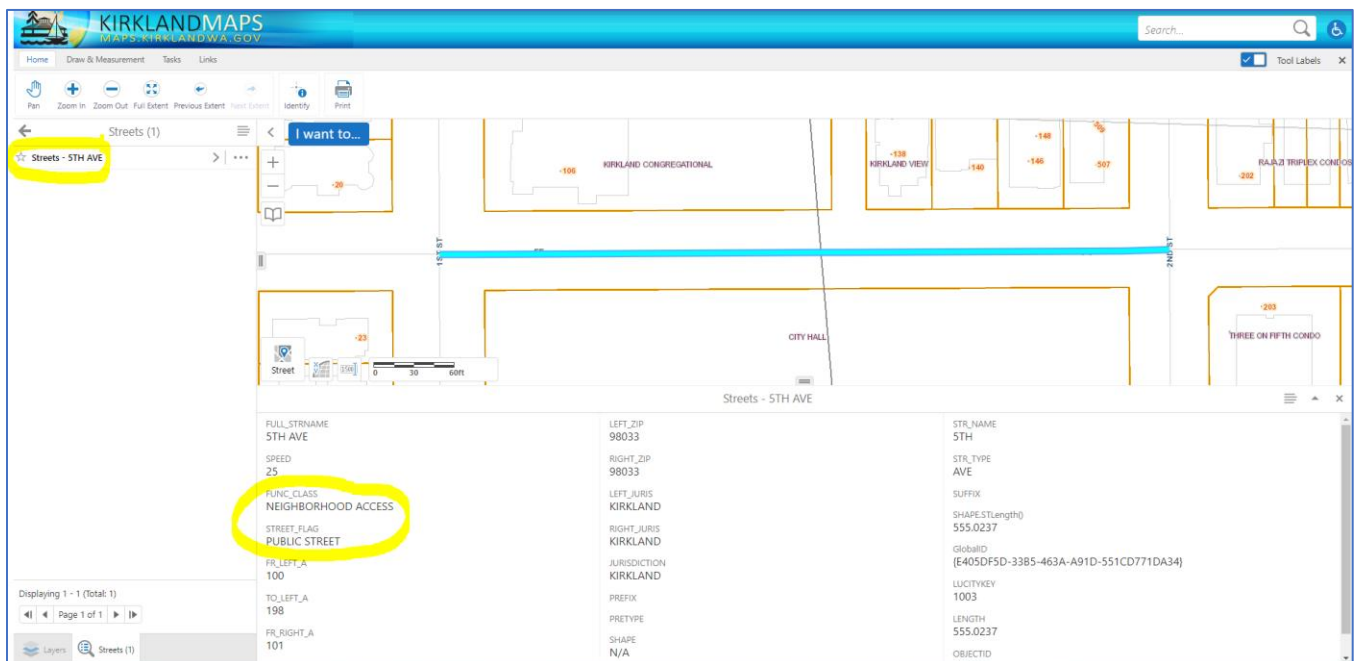 KIRKLANDMAPS
MAPS.KIRKLANDWA.GOV
Search...
Home Draw & Measurement Tasks Links
Tool Labels
Pan Zoom In Zoom Out Full Extent Previous Extent Next Extent Identify Print
Streets (1)
I want to...
Streets - 5TH AVE
-20
-106
KIRKLAND CONGREGATIONAL
-138
KIRKLAND VIEW
-140
-148
-146
-507
-202
RAJAZI TRIPLEX CONDOS
1ST ST
2ND ST
-23
CITY HALL
-203
THREE ON FIFTH CONDO
Street
0 30 60ft
Streets - 5TH AVE
FULL_STRNAME
5TH AVE
SPEED
25
FUNC_CLASS
NEIGHBORHOOD ACCESS
STREET_FLAG
PUBLIC STREET
FR_LEFT_A
100
TO_LEFT_A
198
FR_RIGHT_A
101
LEFT_ZIP
98033
RIGHT_ZIP
98033
LEFT_JURIS
KIRKLAND
RIGHT_JURIS
KIRKLAND
JURISDICTION
KIRKLAND
PREFIX
PRETYPE
SHAPE
N/A
STR_NAME
5TH
STR_TYPE
AVE
SUFFIX
SHAPE.STLength()
555.0237
GlobalID
{E405DF5D-33B5-463A-A91D-551CD771DA34}
LUCITYKEY
1003
LENGTH
555.0237
OBJECTID
Displaying 1 - 1 (Total: 1)
Page 1 of 1
Layers Streets (1)